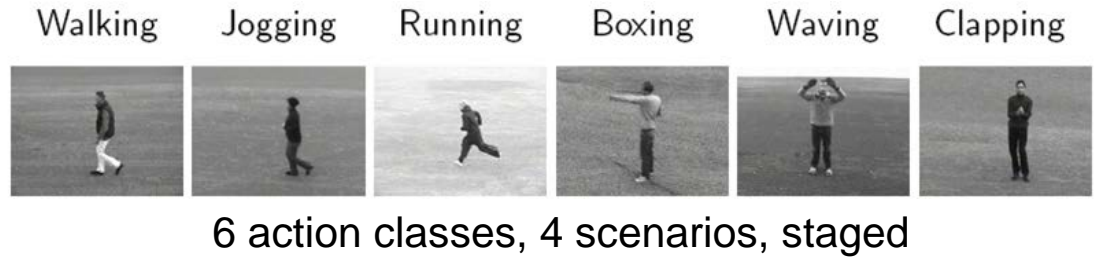 Walking Jogging Running Boxing Waving Clapping
6 action classes, 4 scenarios, staged